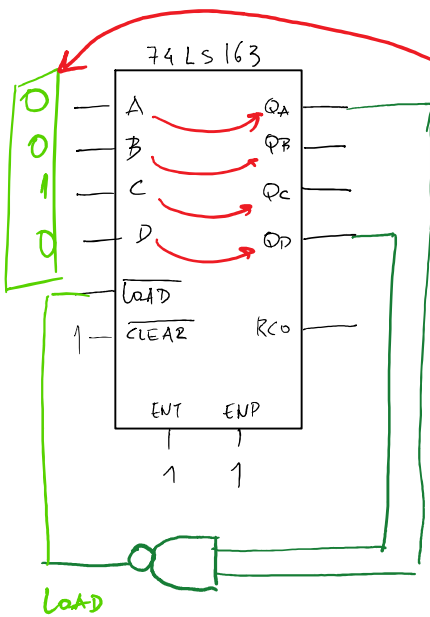 74LS163
0 A QA
0 B QB
1 C QC
0 D QD
LOAD
1 CLEAR RCO
ENT ENP
1 1
LOAD